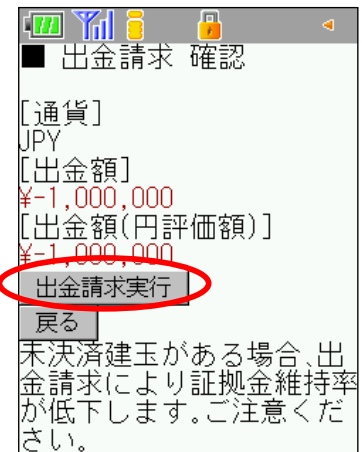 ■ 出金請求 確認
[通貨]
JPY
[出金額]
¥-1,000,000
[出金額(円評価額)]
¥-1,000,000
出金請求実行
戻る
未決済建玉がある場合、出
金請求により証拠金維持率
が低下します。ご注意くだ
さい。